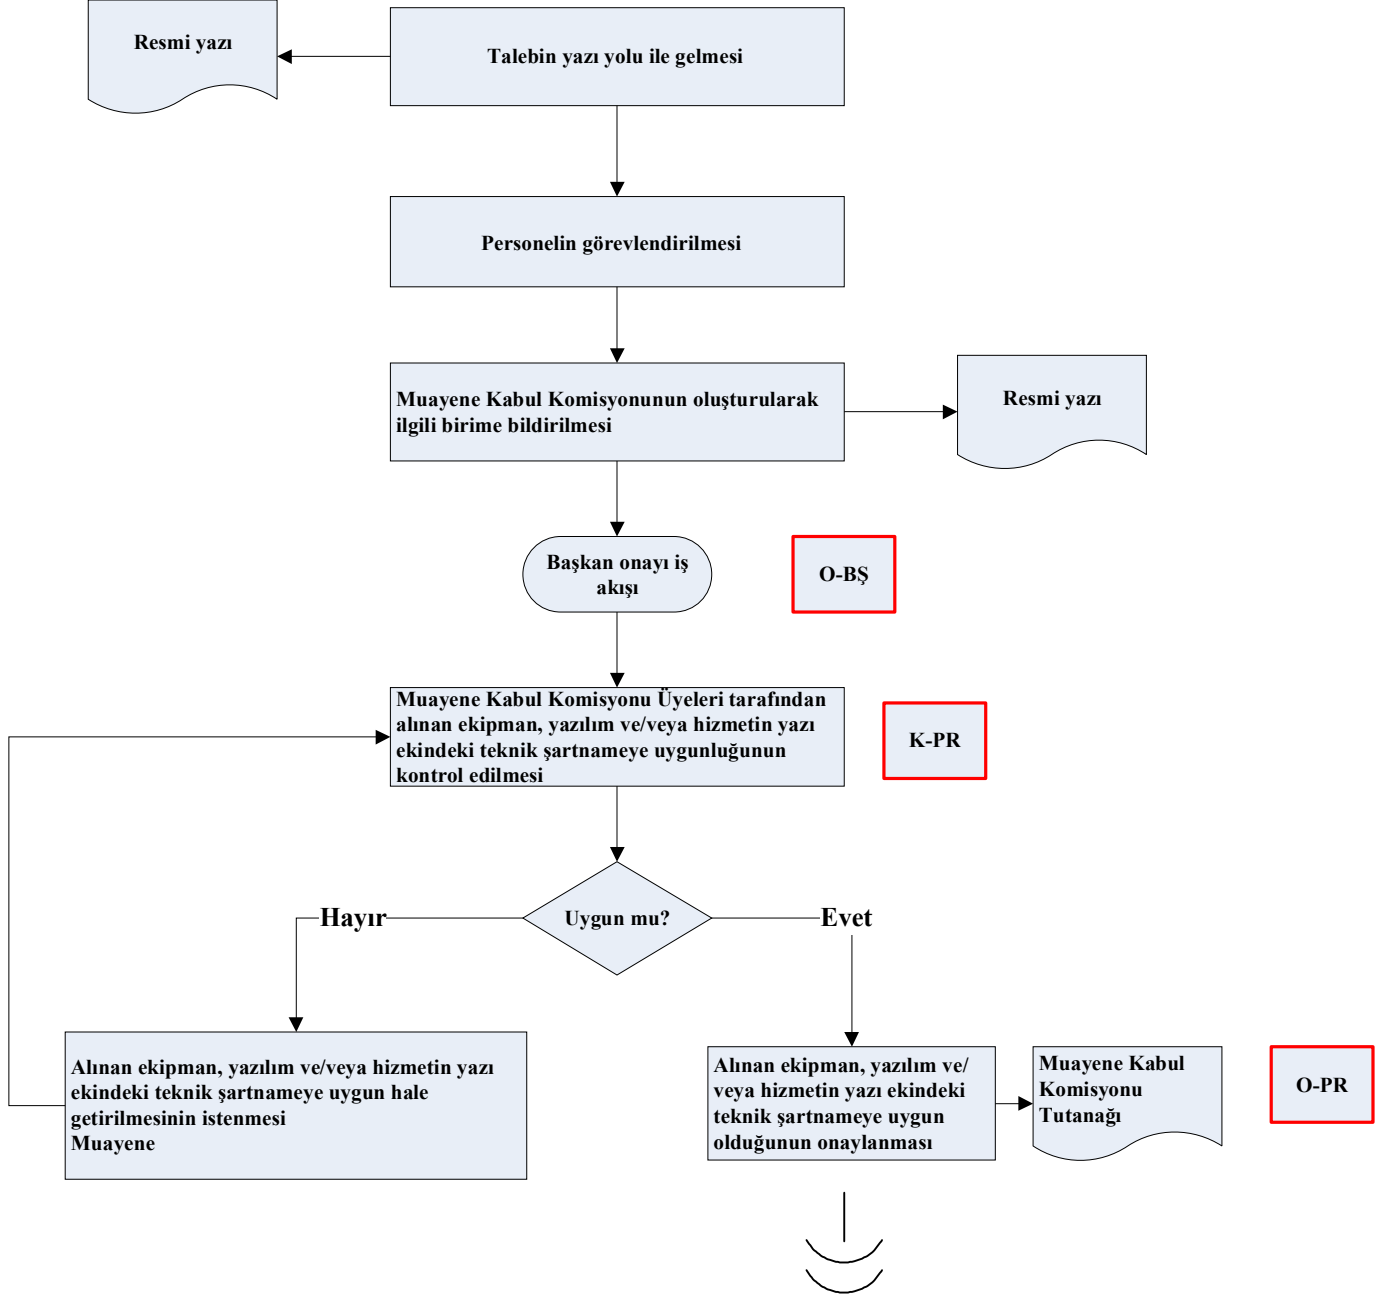 Resmi yazı
Talebin yazı yolu ile gelmesi
Personelin görevlendirilmesi
Muayene Kabul Komisyonunun oluşturularak
ilgili birime bildirilmesi
Resmi yazı
Başkan onayı iş
akışı
O-BŞ
Muayene Kabul Komisyonu Üyeleri tarafından
alınan ekipman, yazılım ve/veya hizmetin yazı
ekindeki teknik şartnameye uygunluğunun
kontrol edilmesi
K-PR
Hayır
Uygun mu?
Evet
Alınan ekipman, yazılım ve/veya hizmetin yazı
ekindeki teknik şartnameye uygun hale
getirilmesinin istenmesi
Muayene
Alınan ekipman, yazılım ve/
veya hizmetin yazı ekindeki
teknik şartnameye uygun
olduğunun onaylanması
Muayene Kabul
Komisyonu
Tutanağı
O-PR